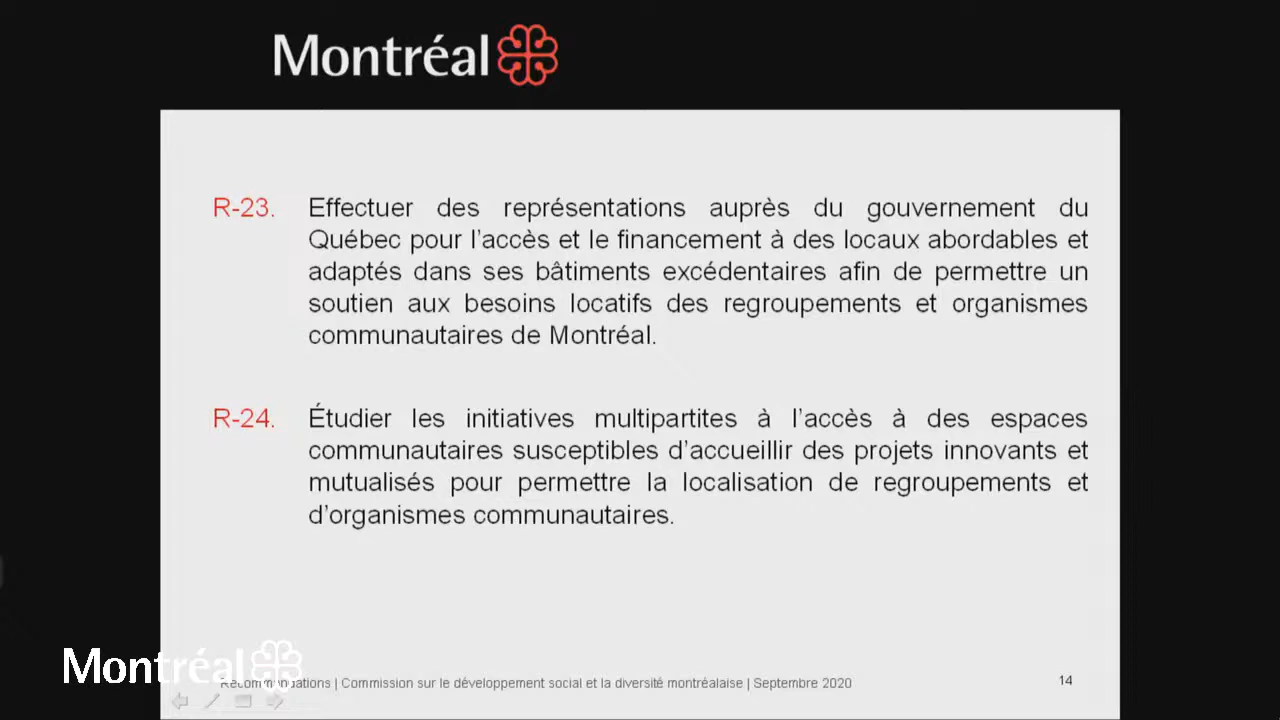 Montréal
R-23. Effectuer des représentations auprès du gouvernement du
Québec pour l'accès et le financement à des locaux abordables et
adaptés dans ses bâtiments excédentaires afin de permettre un
soutien aux besoins locatifs des regroupements et organismes
communautaires de Montréal.
R-24. Étudier les initiatives multipartites à l'accès à des espaces
communautaires susceptibles d'accueillir des projets innovants et
mutualisés pour permettre la localisation de regroupements et
d'organismes communautaires.
Montréal
Recommandations | Commission sur le développement social et la diversité montréalaise | Septembre 2020
14